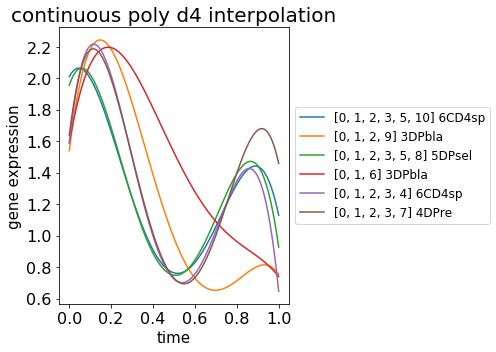 continuous poly d4 interpolation
gene expression
2.2
2.0
1.8
1.6
1.4
1.2
1.0
0.8
0.6
0.0 0.2 0.4 0.6 0.8 1.0
time
[0, 1, 2, 3, 5, 10] 6CD4sp
[0, 1, 2, 9] 3DPbla
[0, 1, 2, 3, 5, 8] 5DPsel
[0, 1, 6] 3DPbla
[0, 1, 2, 3, 4] 6CD4sp
[0, 1, 2, 3, 7] 4DPre